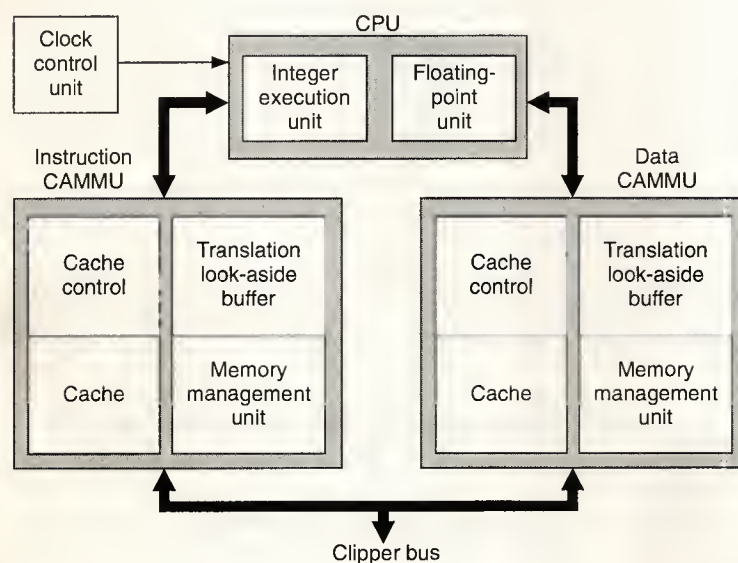 CPU
Clock
control
unit
Integer
execution
unit
Floating-
point
unit
Instruction
CAMMU
Data
CAMMU
Cache
control
Translation
look-aside
buffer
Cache
Memory
management
unit
Cache
control
Translation
look-aside
buffer
Cache
Memory
management
unit
Clipper bus